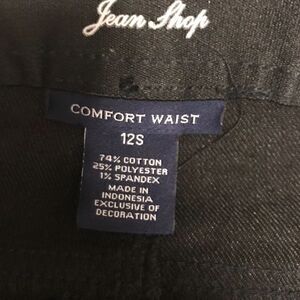 Jean Shop
COMFORT WAIST
12S
74% COTTON
25% POLYESTER
1% SPANDEX
MADE IN
INDONESIA
EXCLUSIVE OF
DECORATION